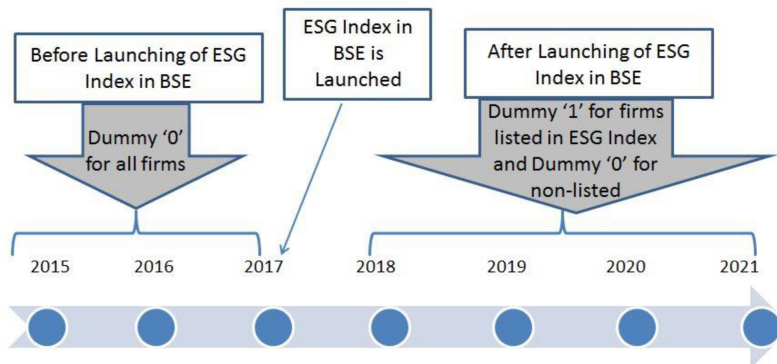 Before Launching of ESG
Index in BSE
ESG Index in
BSE is
Launched
After Launching of ESG
Index in BSE
Dummy ‘0’
for all firms
Dummy ‘1’ for firms
listed in ESG Index
and Dummy ‘0’ for
non-listed
2015 2016 2017 2018 2019 2020 2021